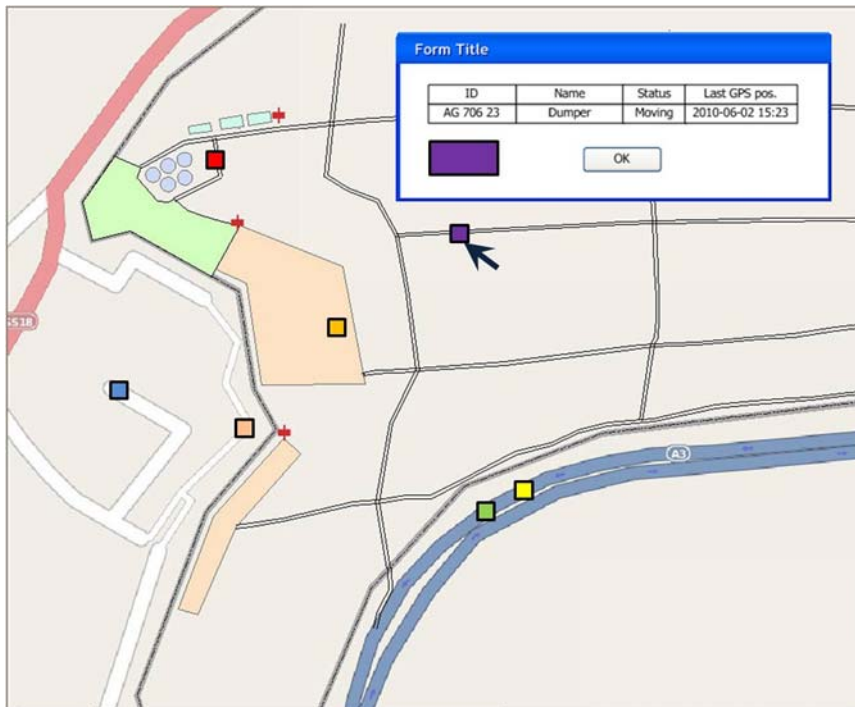 Form Title
ID Name Status Last GPS pos.
AG 706 23 Dumper Moving 2010-06-02 15:23
OK
A3